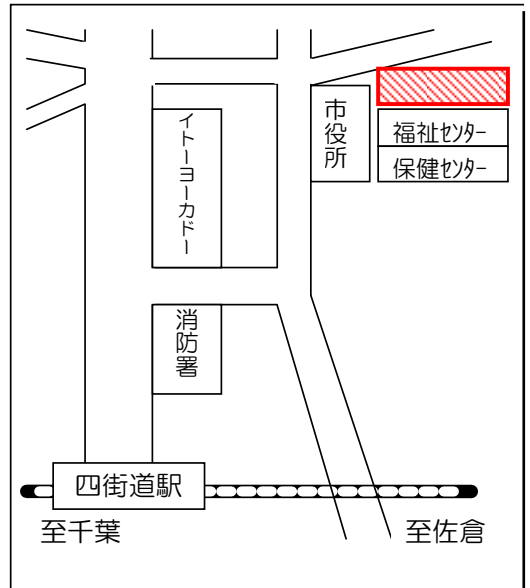 市役所
福祉センター
保健センター
イトーヨーカドー
消防署
四街道駅
至千葉
至佐倉